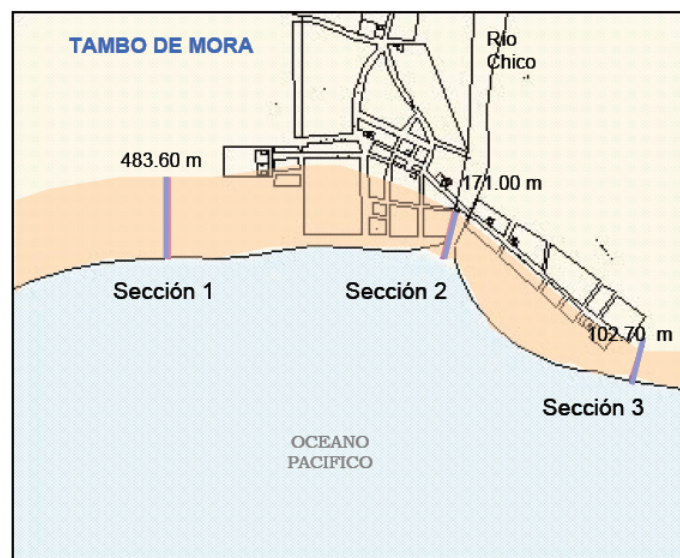 TAMBO DE MORA
Río
Chico
483.60 m
171.00 m
Sección 1
Sección 2
102.70 m
Sección 3
OCEANO
PACIFICO